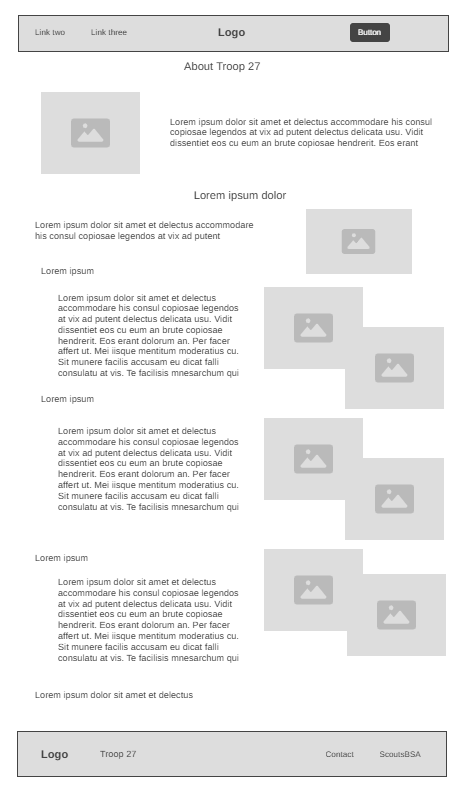 Link two Link three Logo Button
About Troop 27
Lorem ipsum dolor sit amet et delectus accommodare his consul
copiosae legendos at vix ad putent delectus delicata usu. Vidit
dissentiet eos cu eum an brute copiosae hendrerit. Eos erant
Lorem ipsum dolor
Lorem ipsum dolor sit amet et delectus accommodare
his consul copiosae legendos at vix ad putent
Lorem ipsum
Lorem ipsum dolor sit amet et delectus
accommodare his consul copiosae legendos
at vix ad putent delectus delicata usu. Vidit
dissentiet eos cu eum an brute copiosae
hendrerit. Eos erant dolorum an. Per facer
affert ut. Mei iisque mentitum moderatius cu.
Sit munere facilis accusam eu dicat falli
consulatu at vis. Te facilisis mnesarchum qui
Lorem ipsum
Lorem ipsum dolor sit amet et delectus
accommodare his consul copiosae legendos
at vix ad putent delectus delicata usu. Vidit
dissentiet eos cu eum an brute copiosae
hendrerit. Eos erant dolorum an. Per facer
affert ut. Mei iisque mentitum moderatius cu.
Sit munere facilis accusam eu dicat falli
consulatu at vis. Te facilisis mnesarchum qui
Lorem ipsum
Lorem ipsum dolor sit amet et delectus
accommodare his consul copiosae legendos
at vix ad putent delectus delicata usu. Vidit
dissentiet eos cu eum an brute copiosae
hendrerit. Eos erant dolorum an. Per facer
affert ut. Mei iisque mentitum moderatius cu.
Sit munere facilis accusam eu dicat falli
consulatu at vis. Te facilisis mnesarchum qui
Lorem ipsum dolor sit amet et delectus
Logo Troop 27 Contact ScoutsBSA